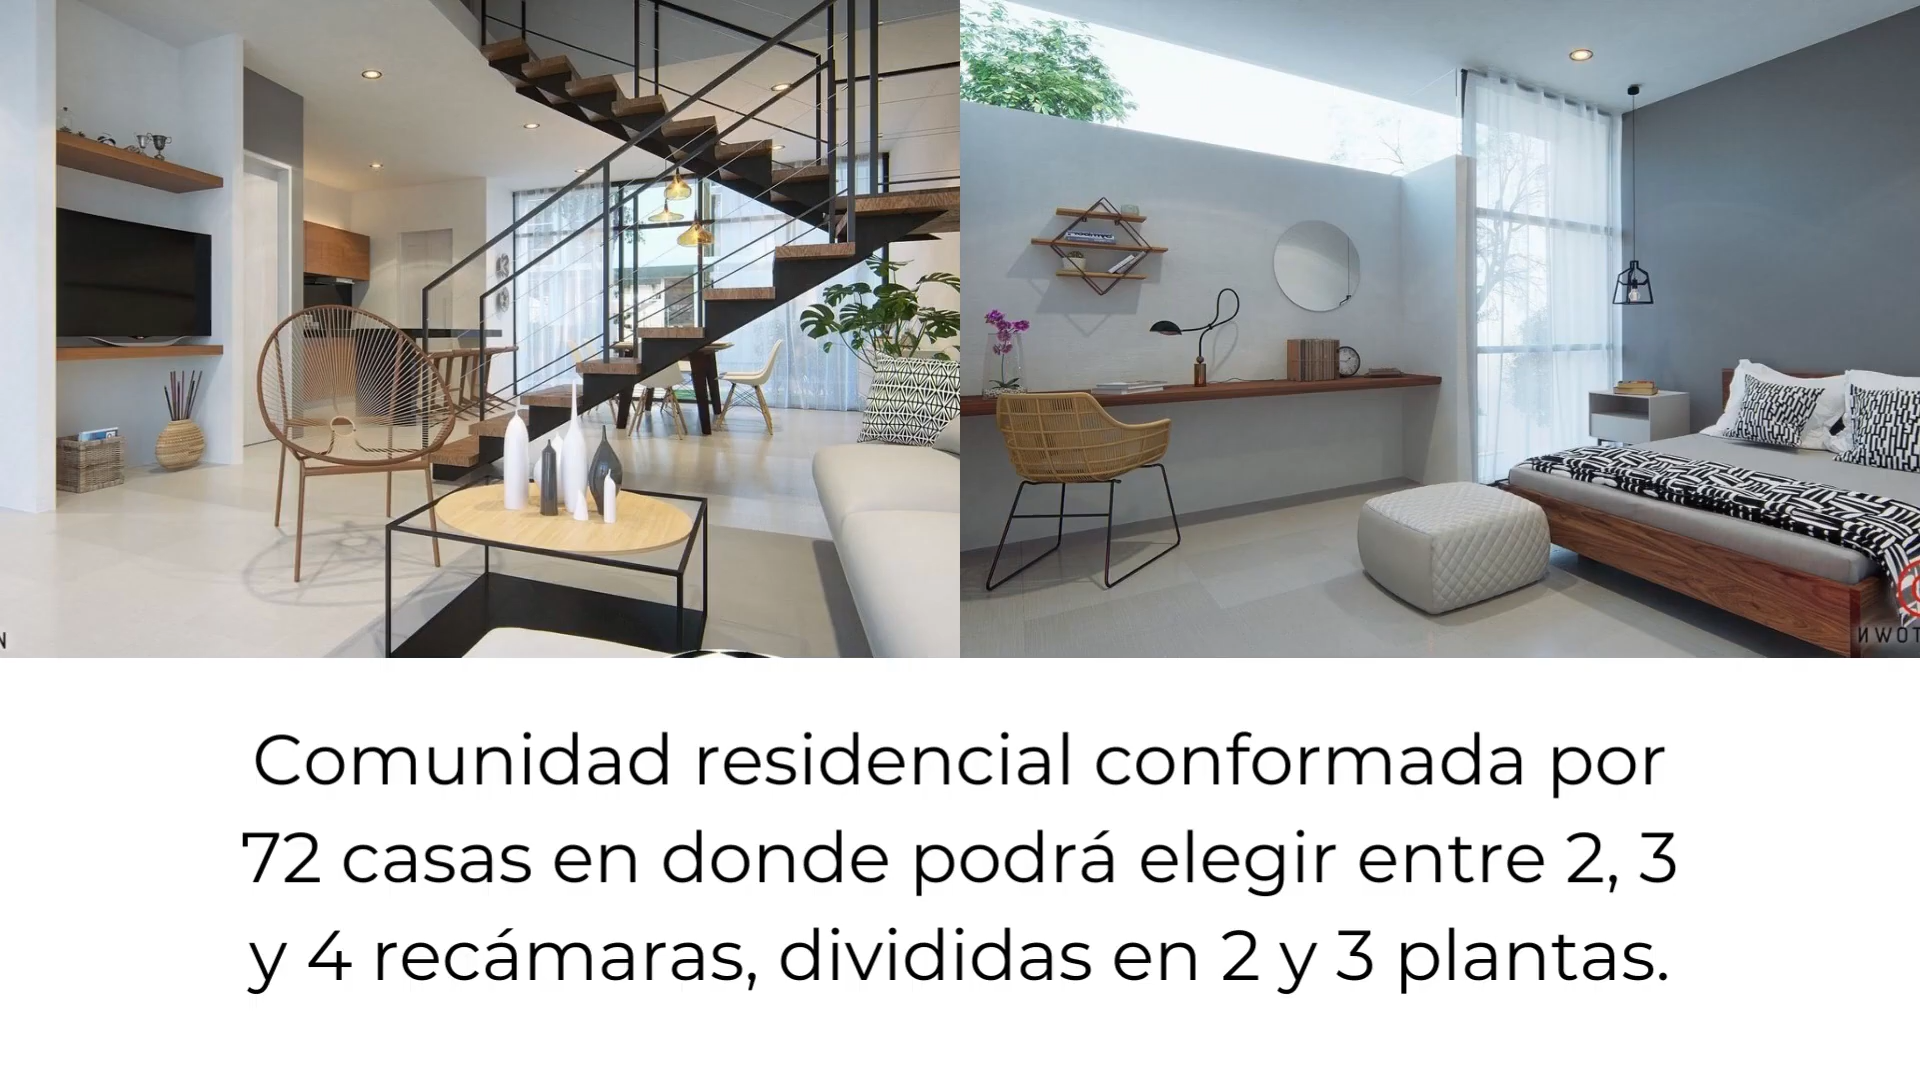 N
TOWN
Comunidad residencial conformada por
72 casas en donde podrá elegir entre 2, 3
y 4 recámaras, divididas en 2 y 3 plantas.